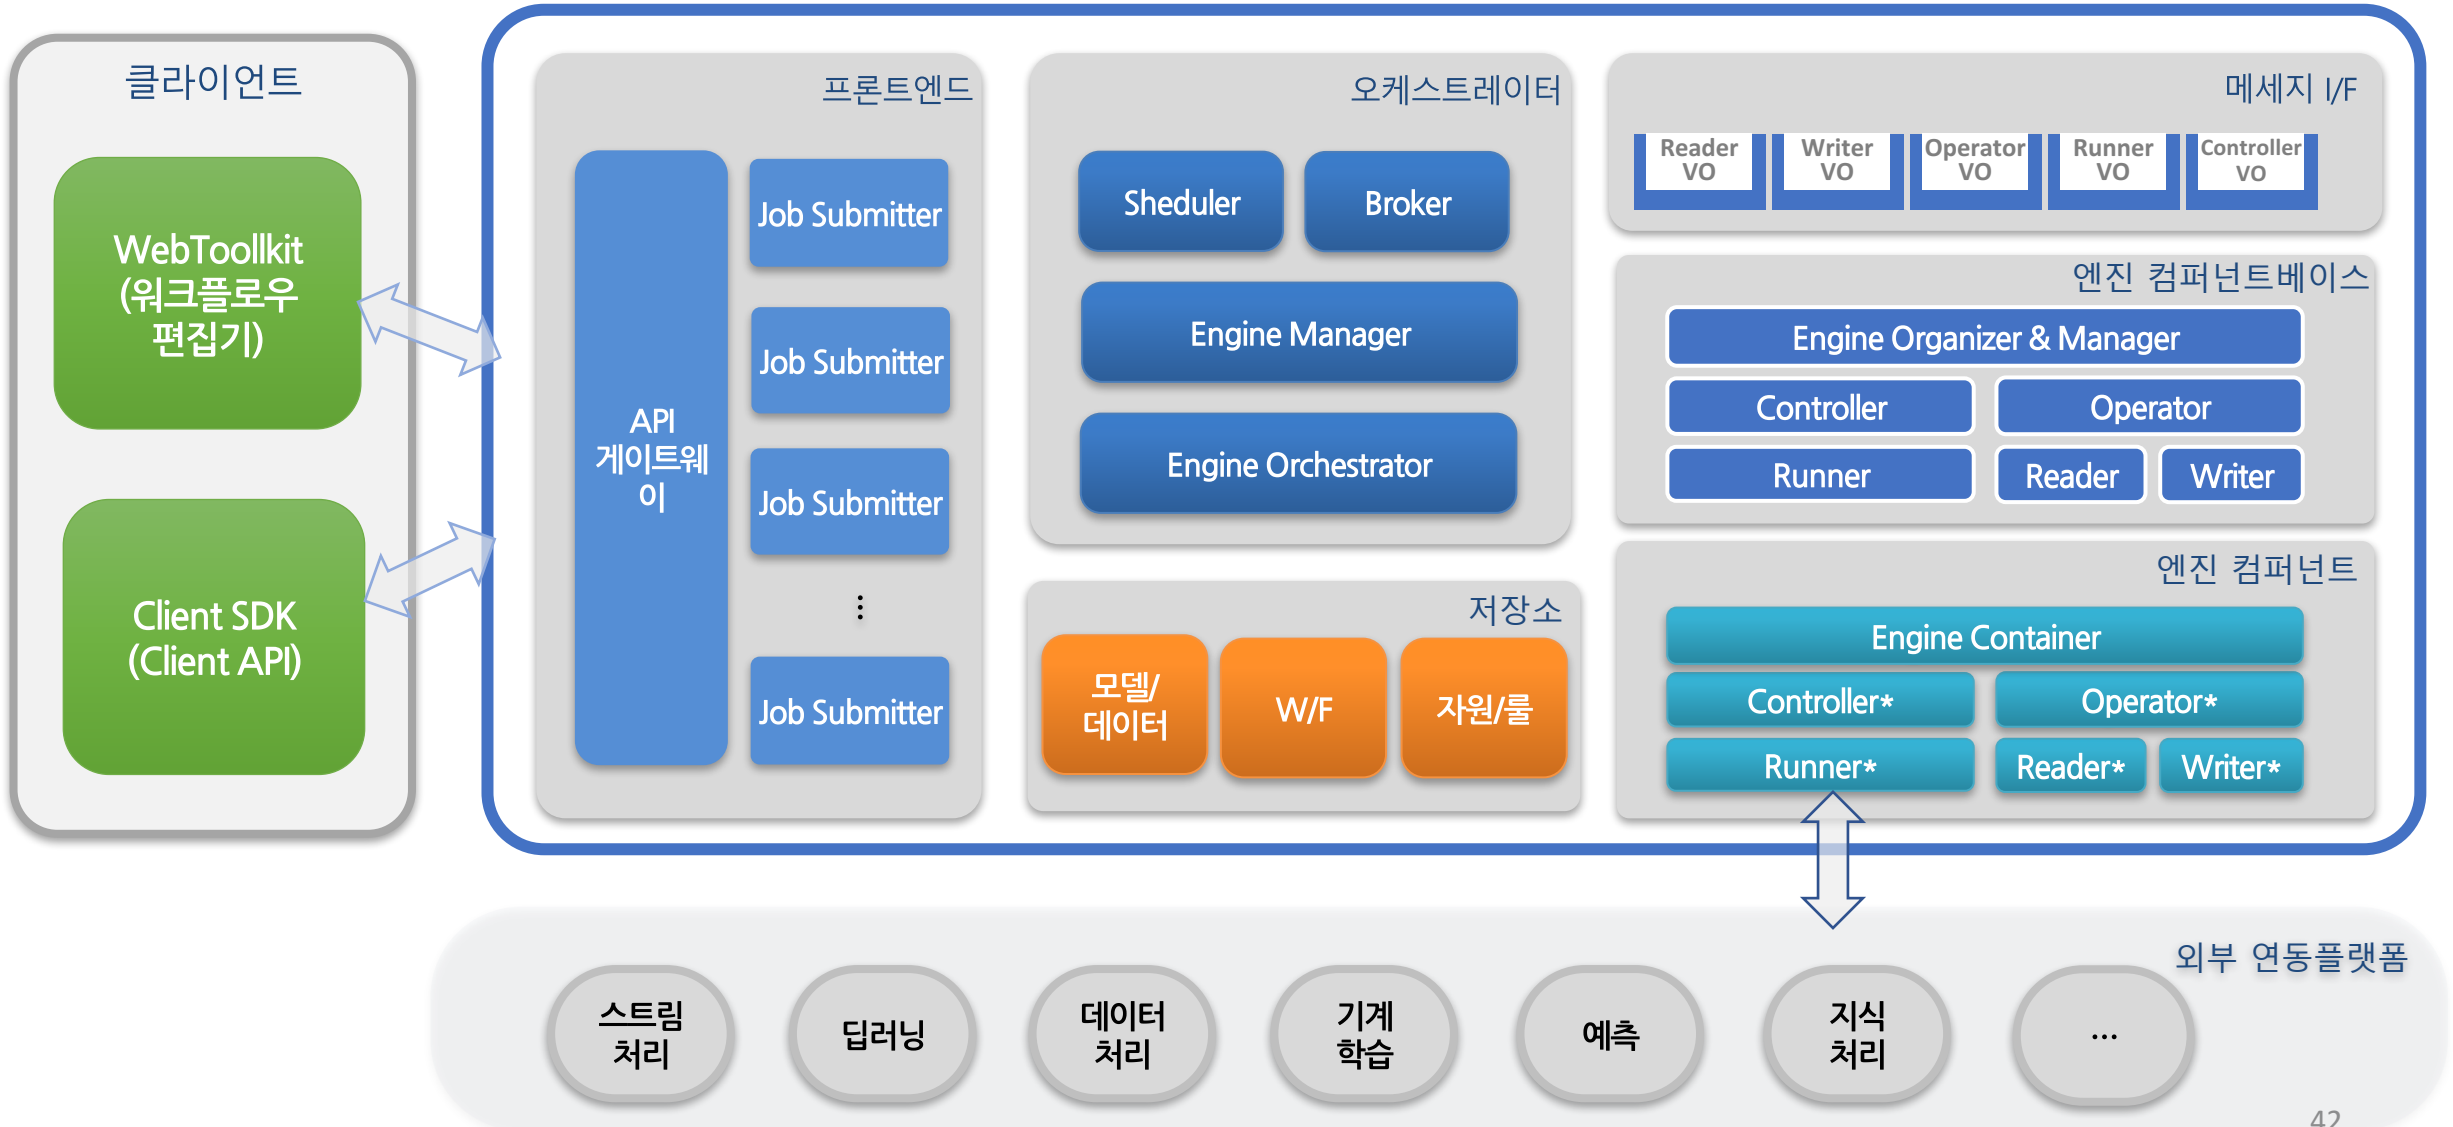 클라이언트
WebToollkit
(워크플로우
편집기)
Client SDK
(Client API)
프론트엔드
API
게이트웨
이
Job Submitter
Job Submitter
Job Submitter
...
Job Submitter
오케스트레이터
Sheduler
Broker
Engine Manager
Engine Orchestrator
저장소
모델/
데이터
W/F
자원/룰
메세지 I/F
Reader
VO
Writer
VO
Operator
VO
Runner
VO
Controller
VO
엔진 컴퍼넌트베이스
Engine Organizer & Manager
Controller
Operator
Runner
Reader
Writer
엔진 컴퍼넌트
Engine Container
Controller*
Operator*
Runner*
Reader*
Writer*
외부 연동플랫폼
스트림
처리
딥러닝
데이터
처리
기계
학습
예측
지식
처리
...
42